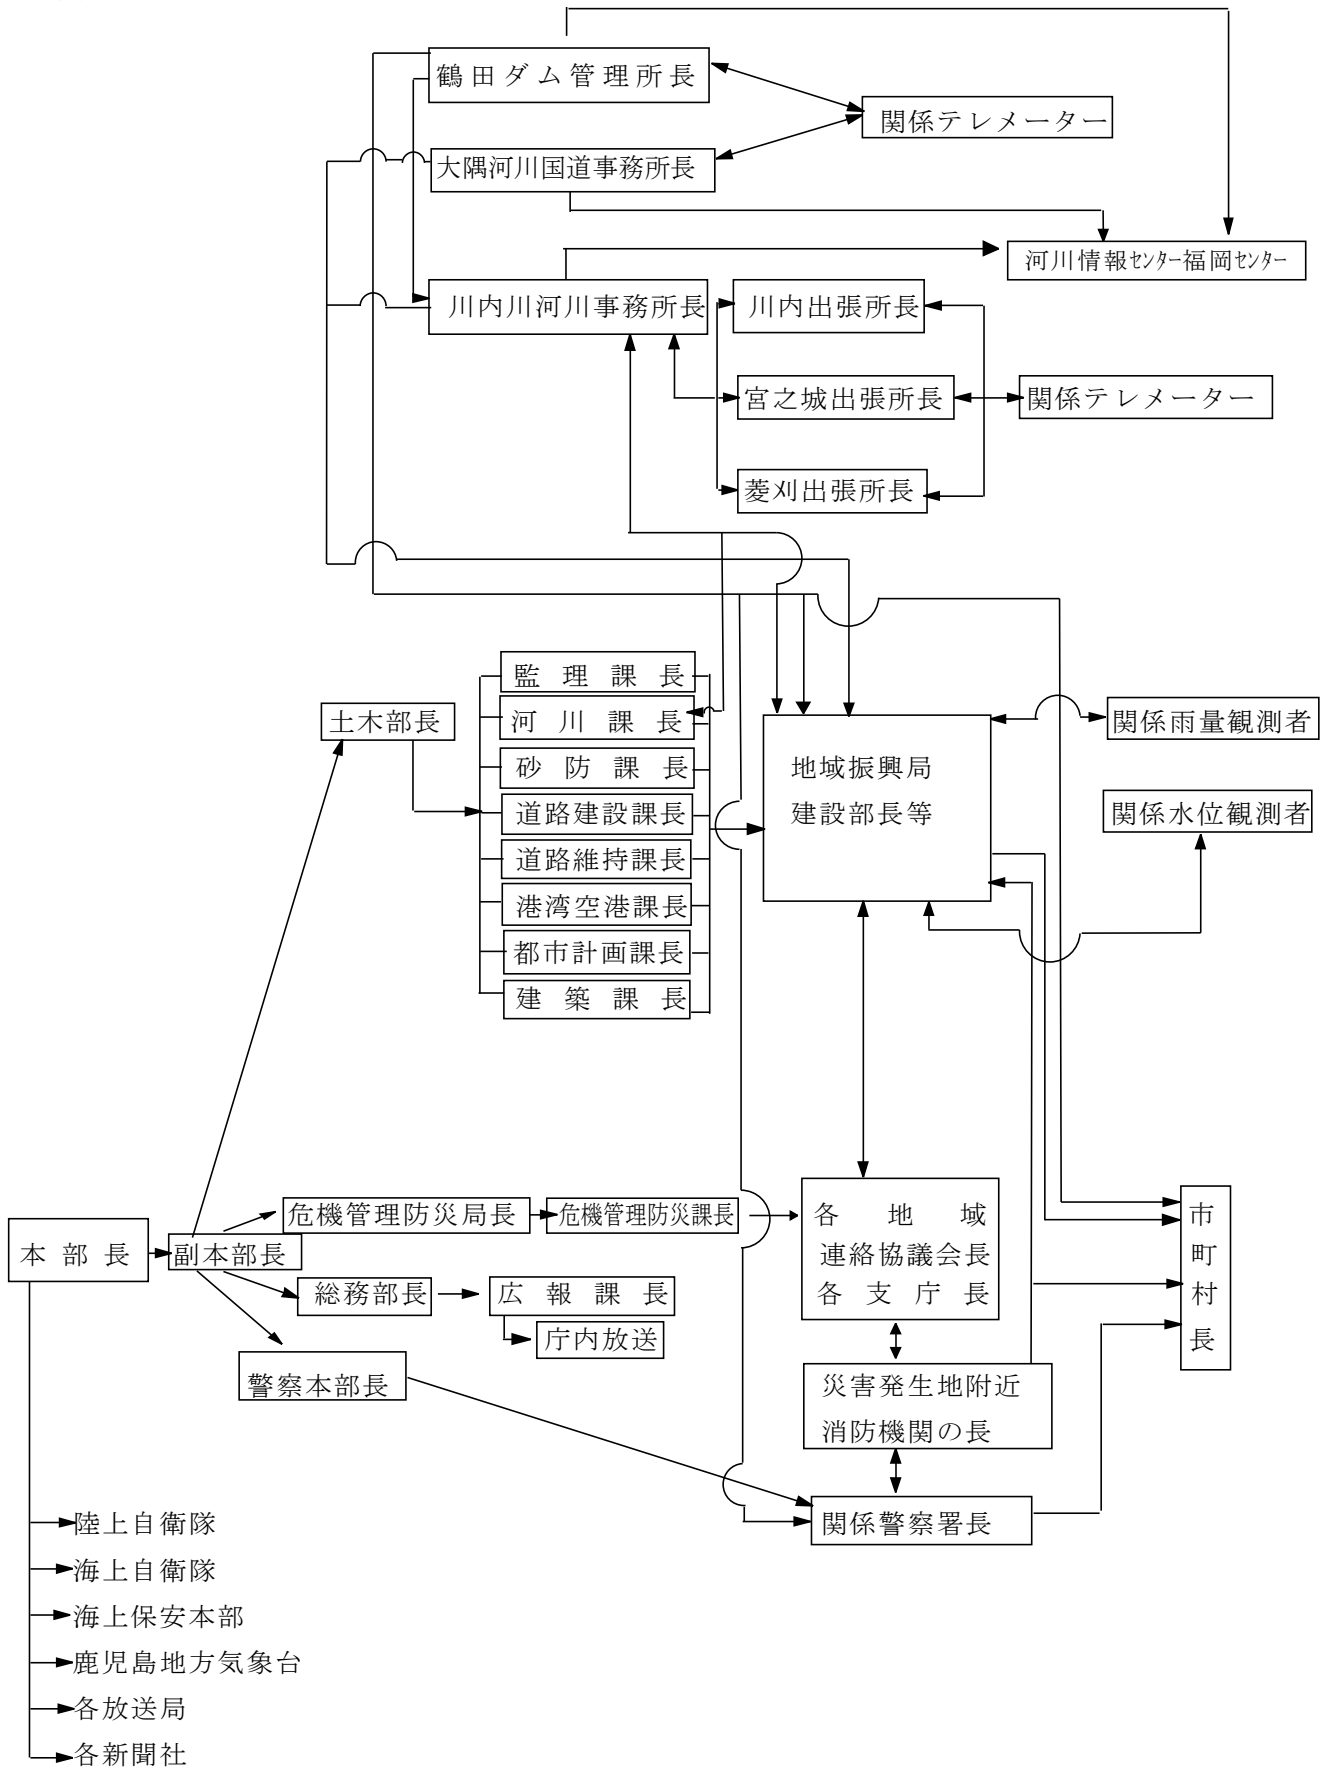 鶴田ダム管理所長
関係テレメーター
大隅河川国道事務所長
河川情報ｾﾝﾀｰ福岡ｾﾝﾀｰ
川内川河川事務所長
川内出張所長
宮之城出張所長
関係テレメーター
菱刈出張所長
監理課長
土木部長
河川課長
関係雨量観測者
砂防課長
地域振興局
建設部長等
道路建設課長
関係水位観測者
道路維持課長
港湾空港課長
都市計画課長
建築課長
危機管理防災局長
危機管理防災課長
各地域
連絡協議会長
各支庁長
市
町
村
長
本部長
副本部長
総務部長
広報課長
庁内放送
警察本部長
災害発生地附近
消防機関の長
関係警察署長
陸上自衛隊
海上自衛隊
海上保安本部
鹿児島地方気象台
各放送局
各新聞社